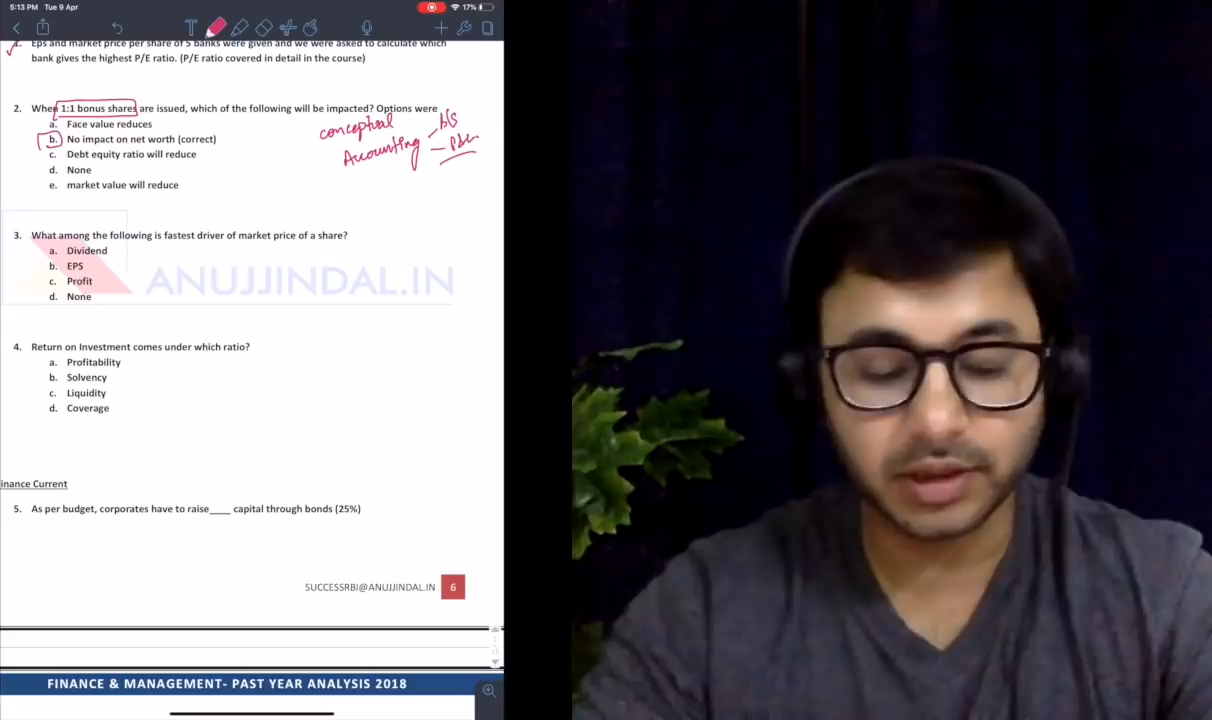 5:13 PM Tue 9 Apr
17%
T
1. Eps and market price per share of 5 banks were given and we were asked to calculate which
bank gives the highest P/E ratio. (P/E ratio covered in detail in the course)
2. When 1:1 bonus shares are issued, which of the following will be impacted? Options were
a. Face value reduces
b. No impact on net worth (correct)
c. Debt equity ratio will reduce
d. None
e. market value will reduce
conceptual
Accounting
B/S
P&L
3. What among the following is fastest driver of market price of a share?
a. Dividend
b. EPS
c. Profit
d. None
ANUJJINDAL.IN
4. Return on Investment comes under which ratio?
a. Profitability
b. Solvency
c. Liquidity
d. Coverage
inance Current
5. As per budget, corporates have to raise____ capital through bonds (25%)
SUCCESSRBI@ANUJJINDAL.IN 6
FINANCE & MANAGEMENT- PAST YEAR ANALYSIS 2018